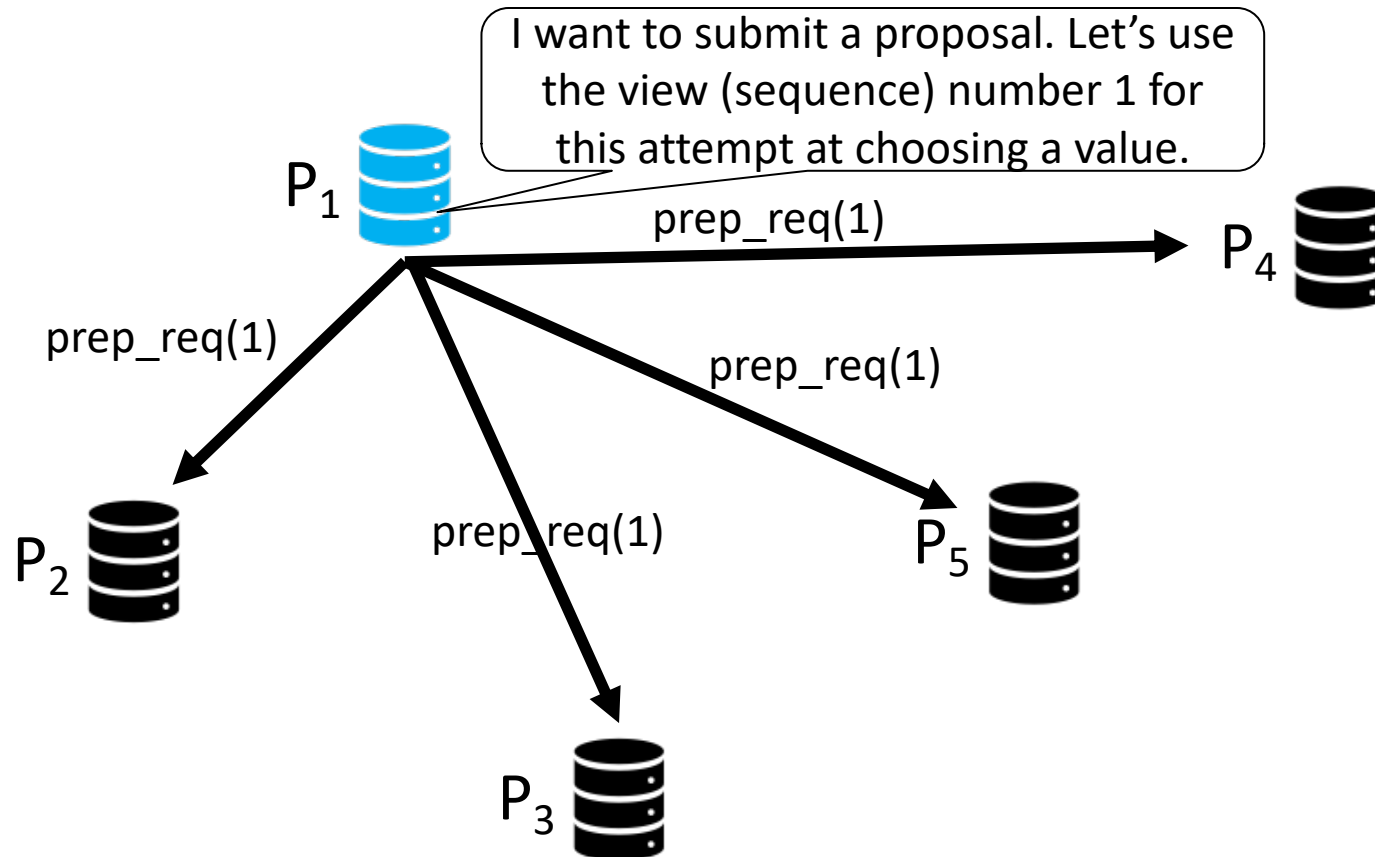 I want to submit a proposal. Let’s use
the view (sequence) number 1 for
this attempt at choosing a value.
P₁
prep_req(1)
P₄
prep_req(1)
prep_req(1)
prep_req(1)
P₂
P₅
P₃